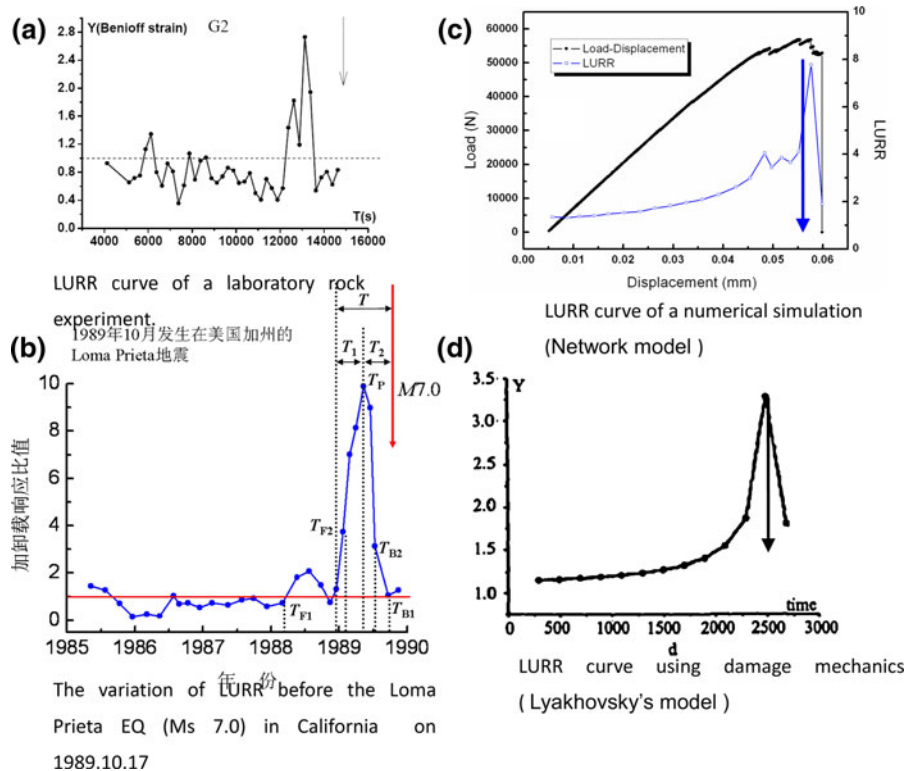 (a)
Y(Benioff strain) G2
2.8
2.4
2.0
1.6
1.2
0.8
0.4
0.0
T(s)
4000 6000 8000 10000 12000 14000 16000
LURR curve of a laboratory rock
experiment.
(c)
Load-Displacement
LURR
Load (N)
60000
55000
50000
45000
40000
35000
30000
25000
20000
15000
10000
5000
0
10
8
6
4
2
0
LURR
0.00 0.01 0.02 0.03 0.04 0.05 0.06
Displacement (mm)
LURR curve of a numerical simulation
(Network model )
(b)
1989年10月发生在美国加州的
Loma Prieta地震
T
T1 T2
TP
M7.0
TF2
TB2
TF1
TB1
加卸载响应比值
10
8
6
4
2
0
1985 1986 1987 1988 1989 1990
年 份
The variation of LURR before the Loma
Prieta EQ (Ms 7.0) in California on
1989.10.17
(d)
Y
3.5
3.0
2.5
2.0
1.5
1.0
time
0 500 1000 1500 2000 2500 3000
d
LURR curve using damage mechanics
( Lyakhovsky's model )